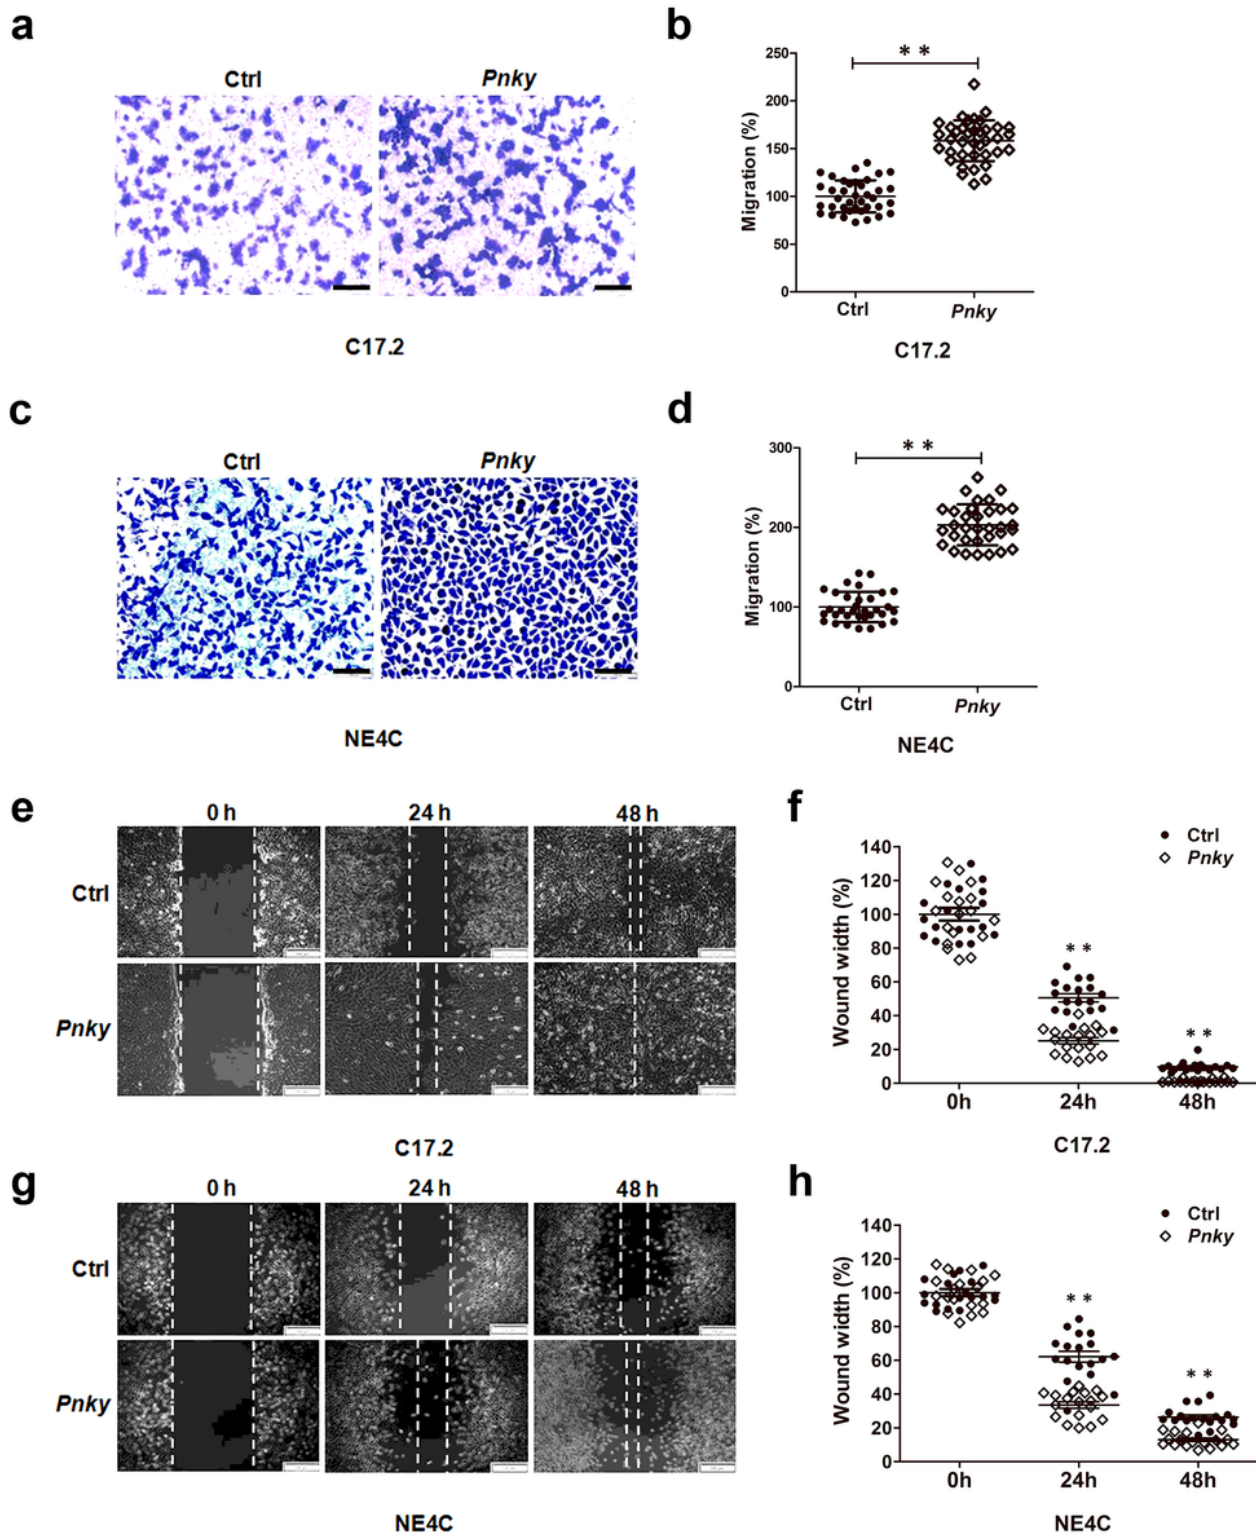 a
Ctrl
Pnky
C17.2
b
Migration (%)
250
200
150
100
50
0
* *
Ctrl
Pnky
C17.2
c
Ctrl
Pnky
NE4C
d
Migration (%)
300
200
100
0
* *
Ctrl
Pnky
NE4C
e
0 h
24 h
48 h
Ctrl
Pnky
C17.2
f
Ctrl
Pnky
Wound width (%)
140
120
100
80
60
40
20
0
* *
* *
0h
24h
48h
C17.2
g
0 h
24 h
48 h
Ctrl
Pnky
NE4C
h
Ctrl
Pnky
Wound width (%)
140
120
100
80
60
40
20
0
* *
* *
0h
24h
48h
NE4C